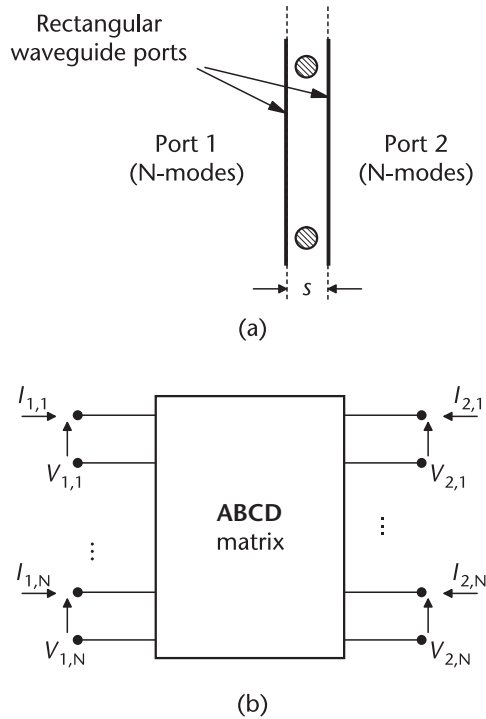 Rectangular
waveguide ports
Port 1
(N-modes)
Port 2
(N-modes)
s
(a)
I1,1
I2,1
V1,1
V2,1
ABCD
matrix
I1,N
I2,N
V1,N
V2,N
(b)